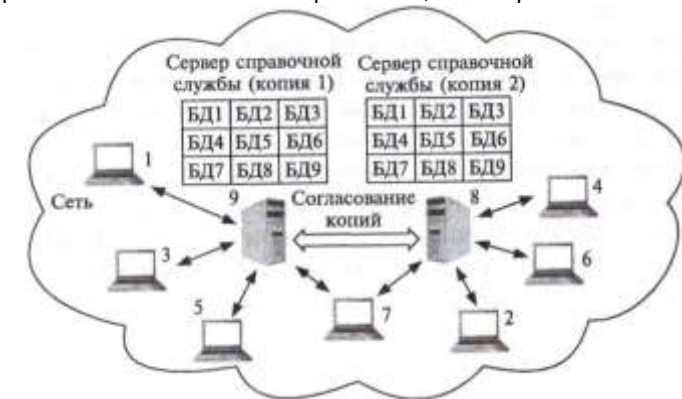 Сервер справочной
службы (копия 1)
БД1 БД2 БД3
БД4 БД5 БД6
БД7 БД8 БД9
Сервер справочной
службы (копия 2)
БД1 БД2 БД3
БД4 БД5 БД6
БД7 БД8 БД9
1
Сеть
9
Согласование
копий
8
4
3
6
5
7
2